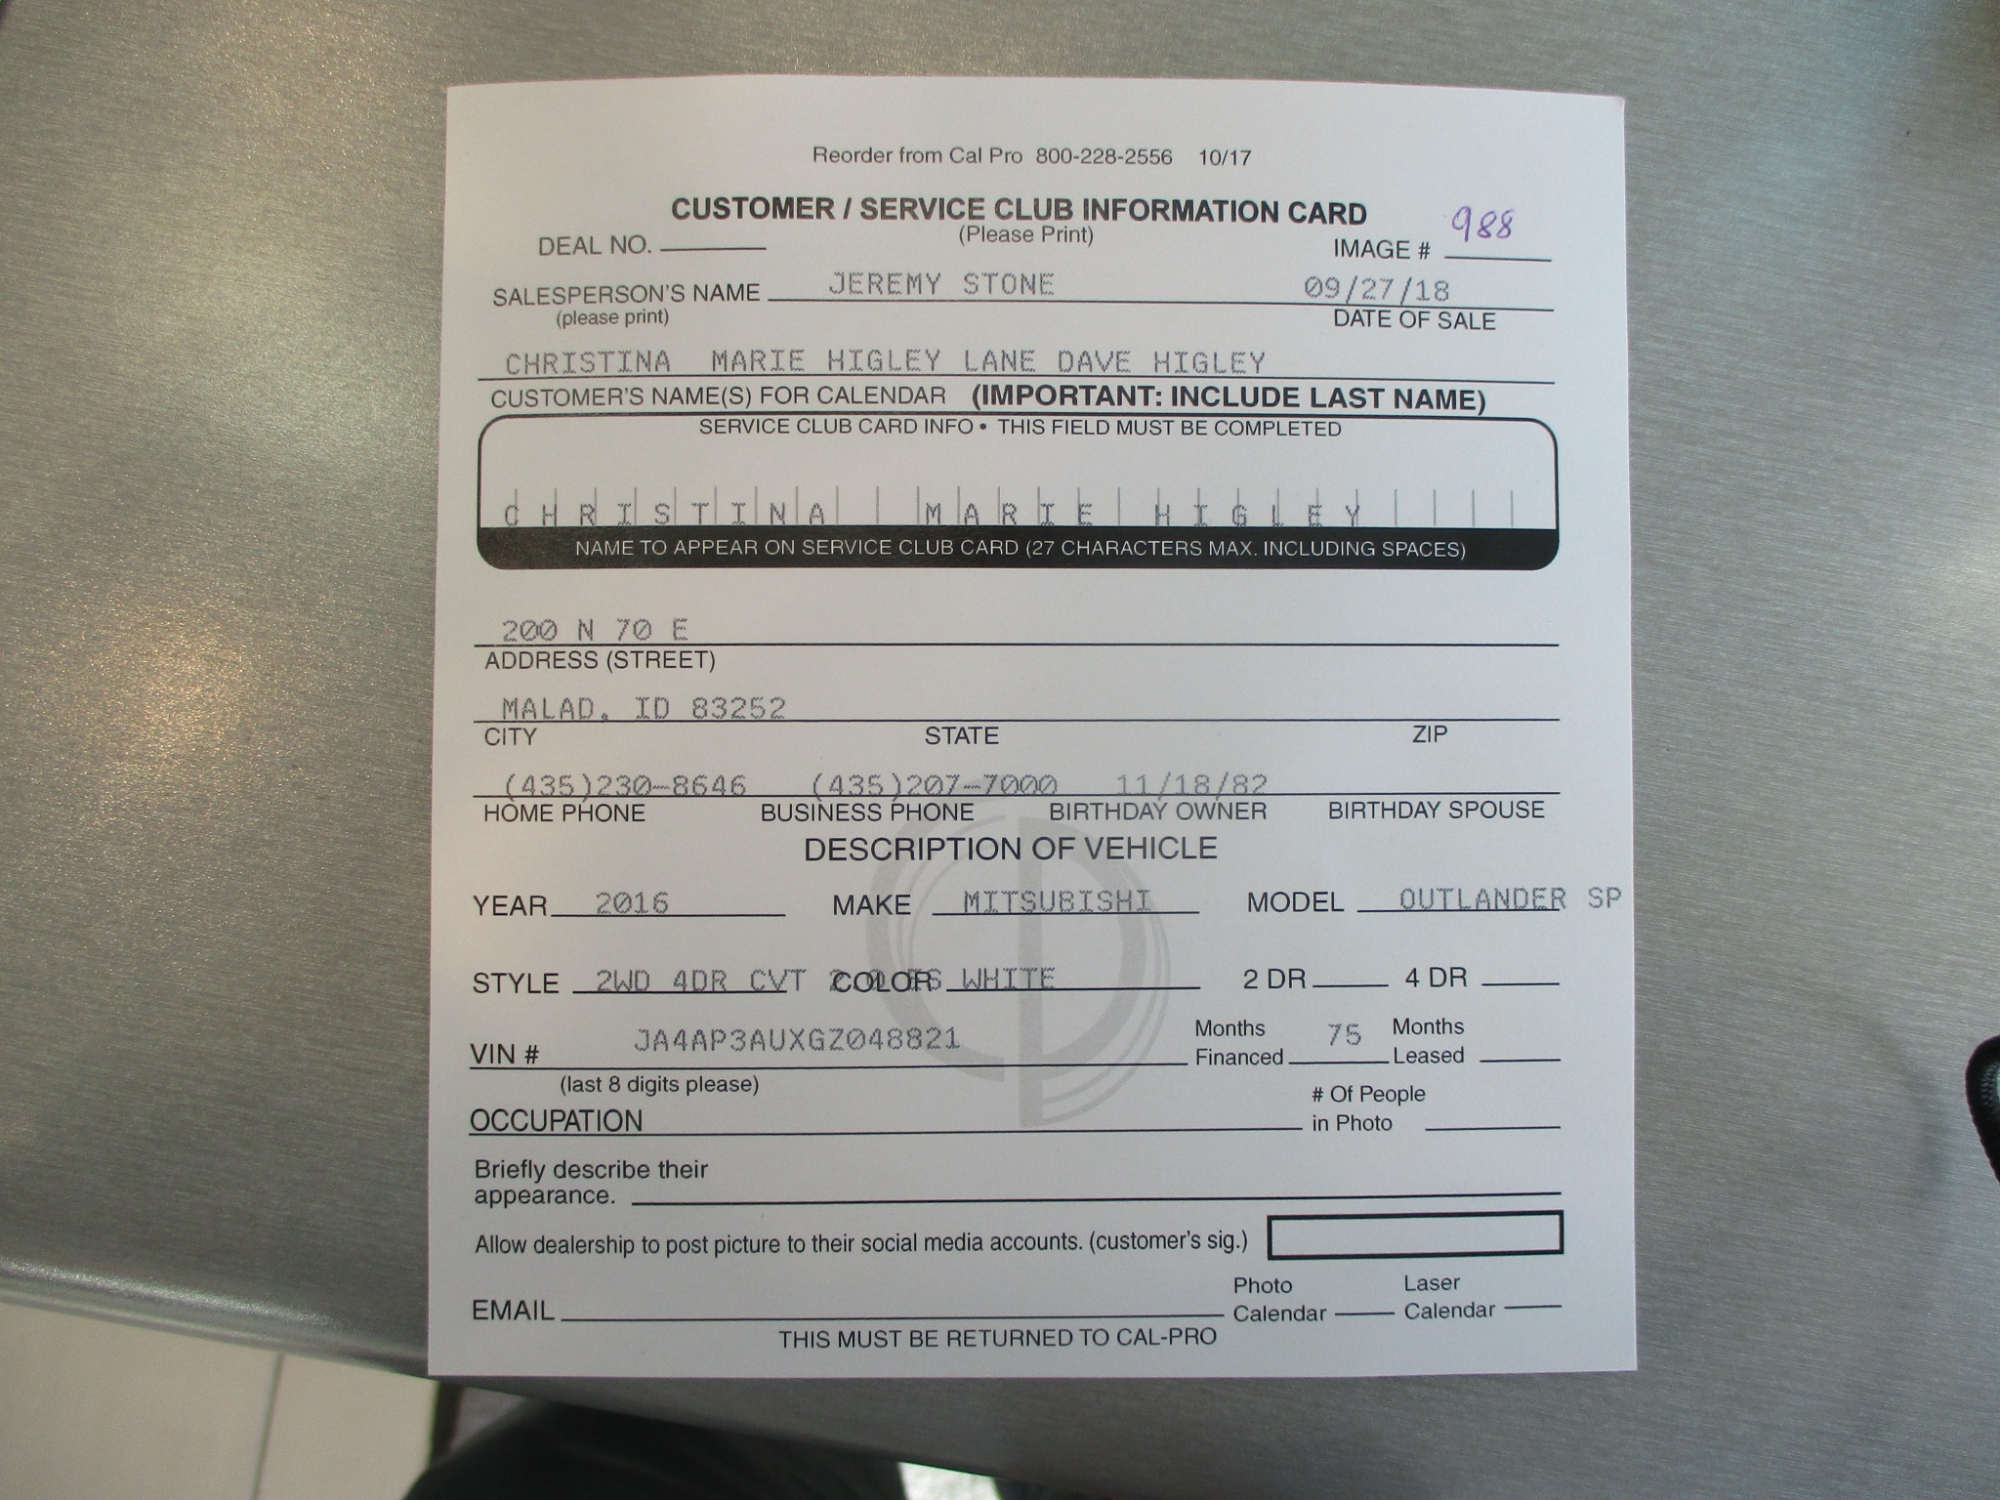 Reorder from Cal Pro 800-228-2556 10/17
CUSTOMER / SERVICE CLUB INFORMATION CARD
(Please Print)
DEAL NO. IMAGE # 988
SALESPERSON'S NAME JEREMY STONE 09/27/18
(please print) DATE OF SALE
CHRISTINA MARIE HIGLEY LANE DAVE HIGLEY
CUSTOMER'S NAME(S) FOR CALENDAR (IMPORTANT: INCLUDE LAST NAME)
SERVICE CLUB CARD INFO • THIS FIELD MUST BE COMPLETED
CHRISTINA MARIE HIGLEY
NAME TO APPEAR ON SERVICE CLUB CARD (27 CHARACTERS MAX. INCLUDING SPACES)
200 N 70 E
ADDRESS (STREET)
MALAD, ID 83252
CITY STATE ZIP
(435)230-8646 (435)207-7000 11/18/82
HOME PHONE BUSINESS PHONE BIRTHDAY OWNER BIRTHDAY SPOUSE
DESCRIPTION OF VEHICLE
YEAR 2016 MAKE MITSUBISHI MODEL OUTLANDER SP
STYLE 2WD 4DR CVT COLOR WHITE 2 DR 4 DR
VIN # JA4AP3AUXGZ048821 Months Financed 75 Months Leased
(last 8 digits please)
OCCUPATION # Of People in Photo
Briefly describe their
appearance.
Allow dealership to post picture to their social media accounts. (customer's sig.)
EMAIL Photo Calendar Laser Calendar
THIS MUST BE RETURNED TO CAL-PRO